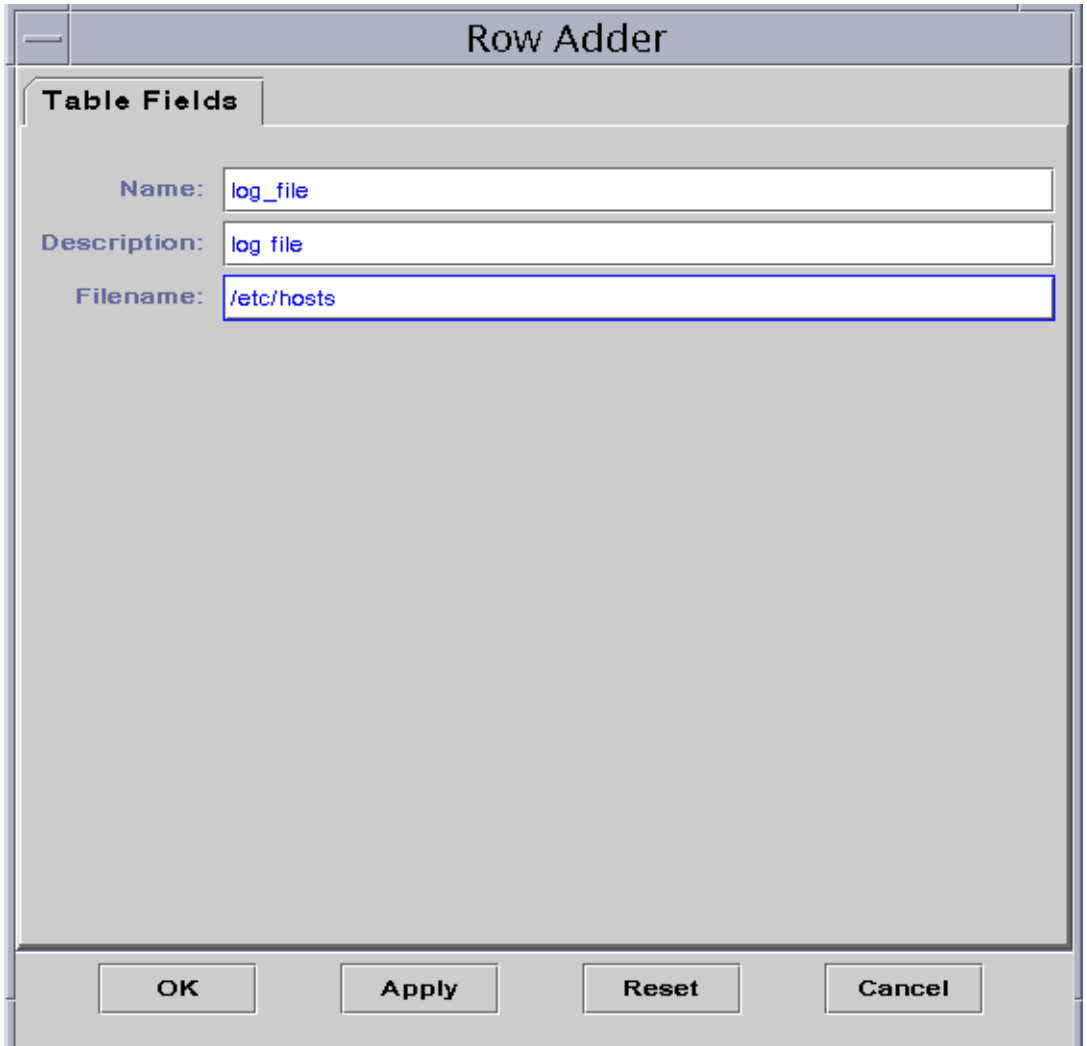 Row Adder
Table Fields
Name: log_file
Description: log file
Filename: /etc/hosts
OK Apply Reset Cancel